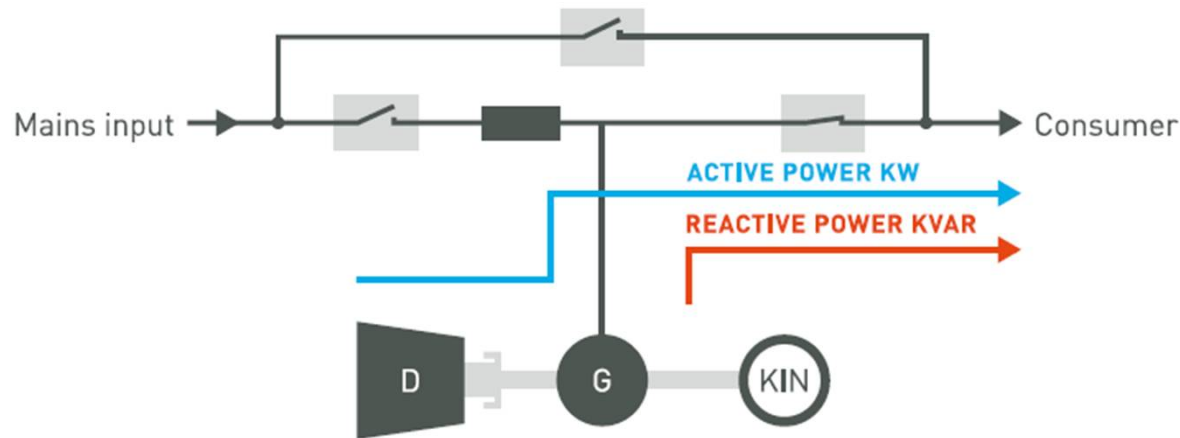 Mains input
Consumer
ACTIVE POWER KW
REACTIVE POWER KVAR
D
G
KIN